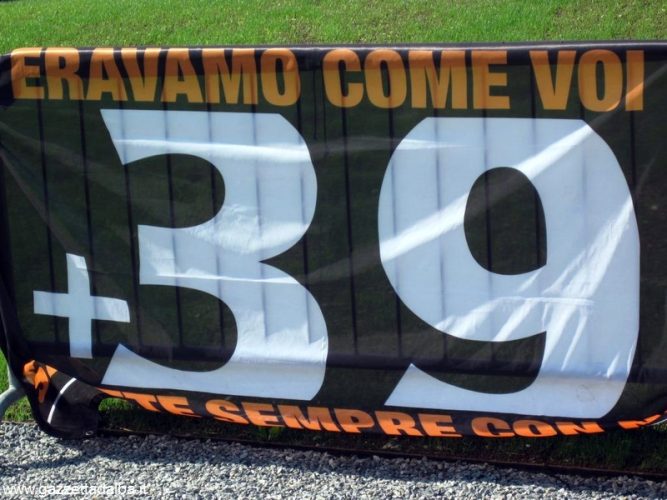 ERAVAMO COME VOI
+39
SEMPRE CON
www.gazzettadalba.it